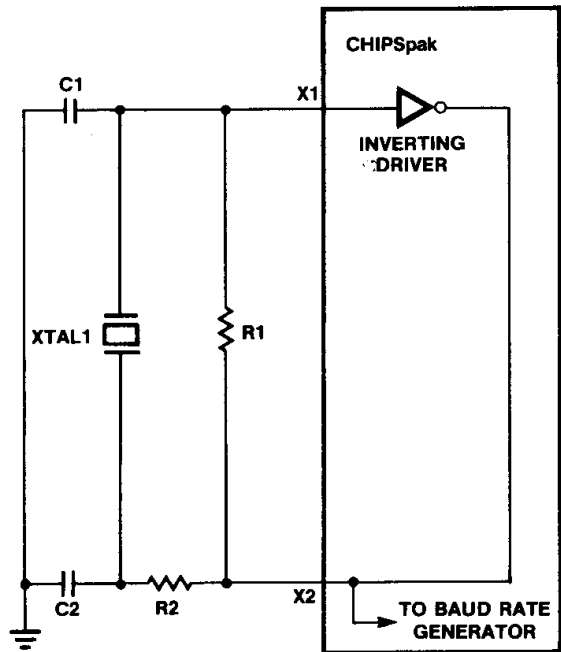 CHIPSpak
C1
X1
INVERTING
DRIVER
XTAL1
R1
C2
R2
X2
TO BAUD RATE
GENERATOR